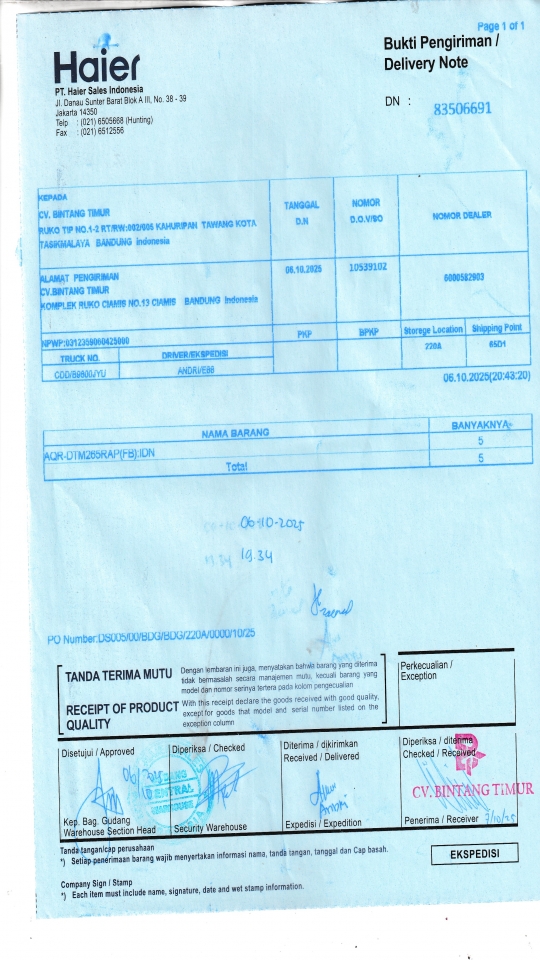 Page 1 of 1
Haier
Bukti Pengiriman /
Delivery Note
PT. Haier Sales Indonesia
Jl. Danau Sunter Barat Blok A III, No. 38 - 39
Jakarta 14350
Telp : (021) 6505668 (Hunting)
Fax : (021) 6512556
DN : 83506691
KEPADA
CV. BINTANG TIMUR
RUKO TIP NO.1-2 RT/RW:002/006 KAHURIPAN TAWANG KOTA
TASIKMALAYA BANDUNG Indonesia
TANGGAL
D.N
NOMOR
D.O.V/SO
NOMOR DEALER
ALAMAT PENGIRIMAN
CV.BINTANG TIMUR
KOMPLEK RUKO CIAMIS NO.13 CIAMIS BANDUNG Indonesia
06.10.2025
10539102
6000582903
NPWP:0312359060425000
PKP
BPKP
Storege Location
Shipping Point
220A
65D1
TRUCK NO.
DRIVER/EKSPEDISI
COD/B9800JYU
ANDRI/E66
06.10.2025(20:43:20)
NAMA BARANG
BANYAKNYA
AQR-DTM265RAP(FB):IDN
5
Total
5
06-10-2025
19.34
PO Number:DS005/00/BDG/BDG/220A/0000/10/25
TANDA TERIMA MUTU
Dengan lembaran ini juga, menyatakan bahwa barang yang diterima
tidak bermasalah secara manajemen mutu, kecuali barang yang
model dan nomor serinya tertera pada kolom pengecualian
RECEIPT OF PRODUCT
QUALITY
With this receipt declare the goods received with good quality,
except for goods that model and serial number listed on the
exception column
Perkecualian /
Exception
Disetujui / Approved
Diperiksa / Checked
Diterima / dikirimkan
Received / Delivered
Diperiksa / diterima
Checked / Received
CENTRAL
WAREHOUSE
Andri
CV. BINTANG TIMUR
Kep. Bag. Gudang
Warehouse Section Head
Security Warehouse
Expedisi / Expedition
Penerima / Receiver
7/10/25
Tanda tangan/cap perusahaan
*) Setiap penerimaan barang wajib menyertakan informasi nama, tanda tangan, tanggal dan Cap basah.
EKSPEDISI
Company Sign / Stamp
*) Each item must include name, signature, date and wet stamp information.